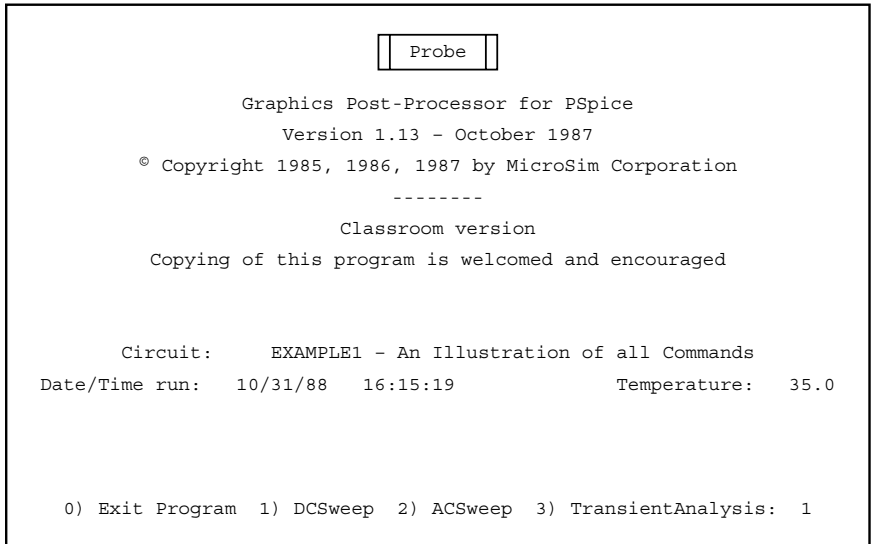 Probe
Graphics Post-Processor for PSpice
Version 1.13 – October 1987
© Copyright 1985, 1986, 1987 by MicroSim Corporation
--------
Classroom version
Copying of this program is welcomed and encouraged
Circuit: EXAMPLE1 – An Illustration of all Commands
Date/Time run: 10/31/88 16:15:19 Temperature: 35.0
0) Exit Program 1) DCSweep 2) ACSweep 3) TransientAnalysis: 1